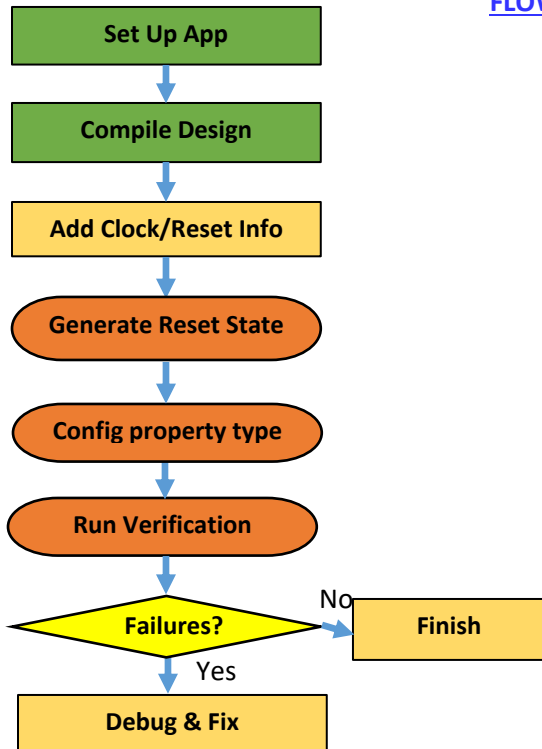 FLOW
Set Up App
Compile Design
Add Clock/Reset Info
Generate Reset State
Config property type
Run Verification
Failures?
No
Finish
Yes
Debug & Fix